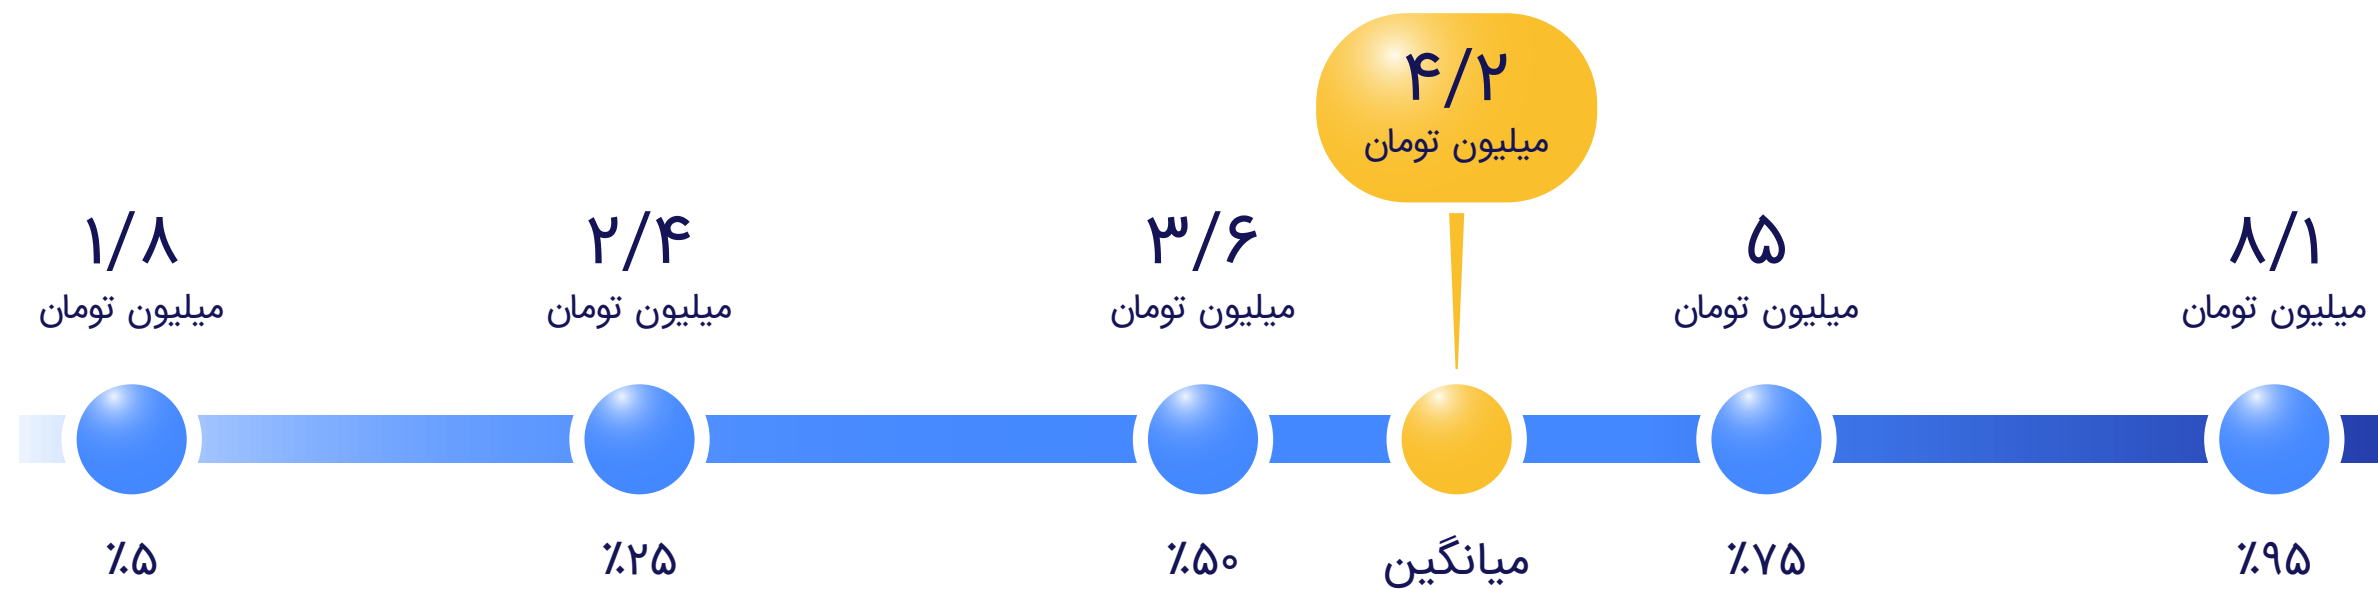 ۴/۲
میلیون تومان
۱/۸
میلیون تومان
۲/۴
میلیون تومان
۳/۶
میلیون تومان
۵
میلیون تومان
۸/۱
میلیون تومان
٪۵
٪۲۵
٪۵۰
میانگین
٪۷۵
٪۹۵